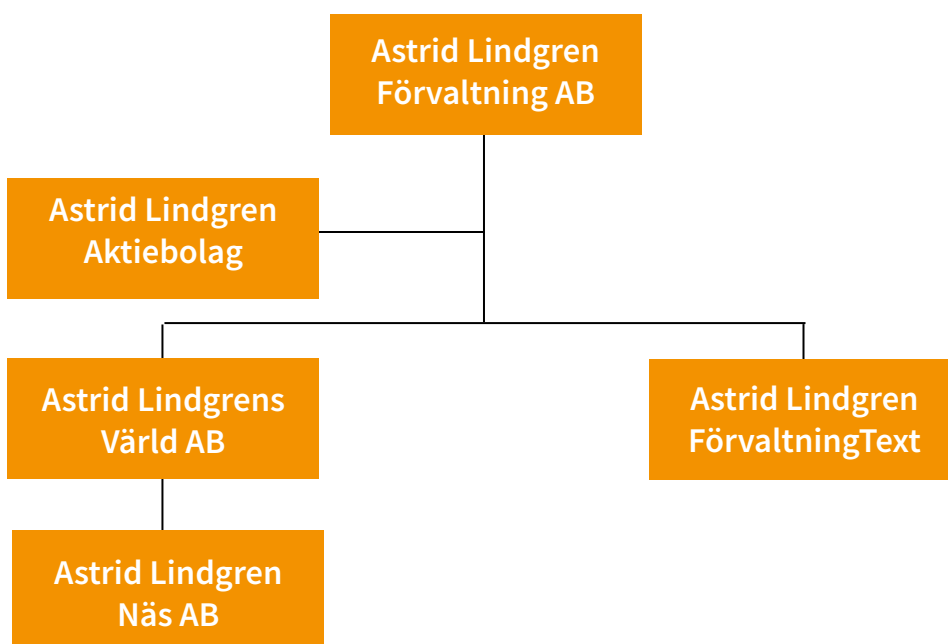 Astrid Lindgren
Förvaltning AB
Astrid Lindgren
Aktiebolag
Astrid Lindgrens
Värld AB
Astrid Lindgren
FörvaltningText
Astrid Lindgren
Näs AB